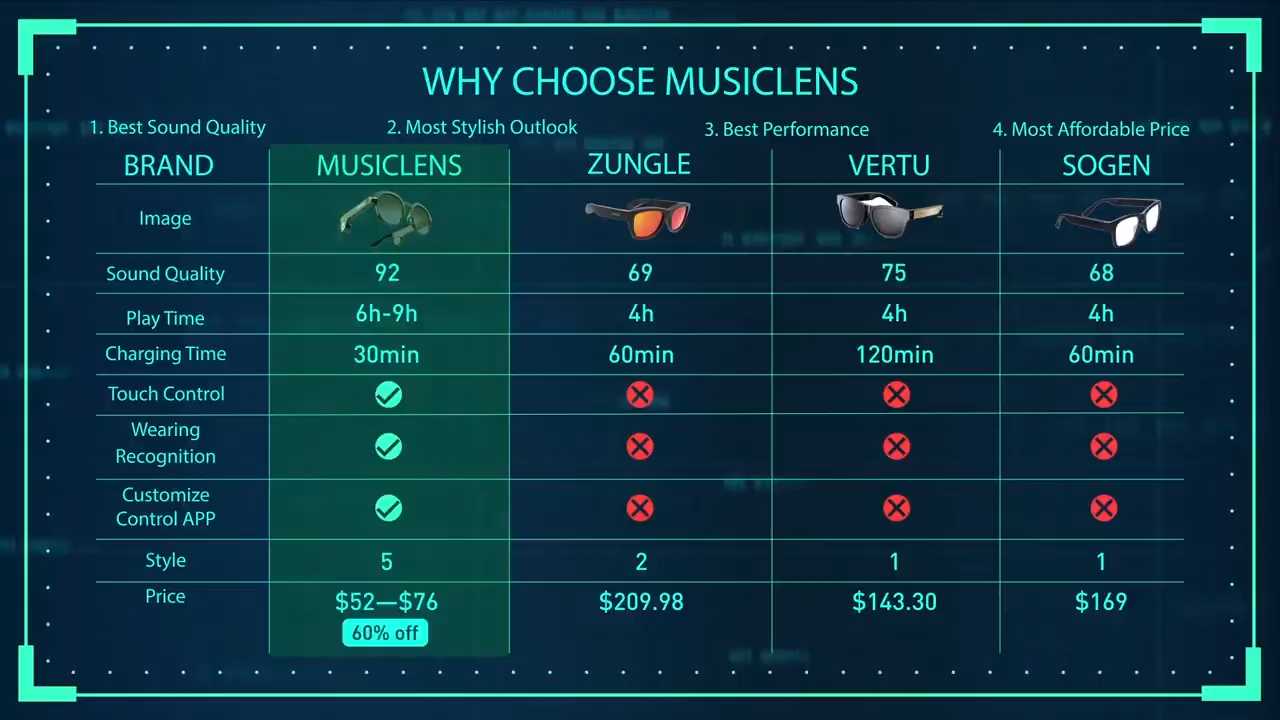 WHY CHOOSE MUSICLENS
1. Best Sound Quality 2. Most Stylish Outlook 3. Best Performance 4. Most Affordable Price
BRAND MUSICLENS ZUNGLE VERTU SOGEN
Image
Sound Quality 92 69 75 68
Play Time 6h-9h 4h 4h 4h
Charging Time 30min 60min 120min 60min
Touch Control
Wearing
Recognition
Customize
Control APP
Style 5 2 1 1
Price $52—$76 $209.98 $143.30 $169
60% off